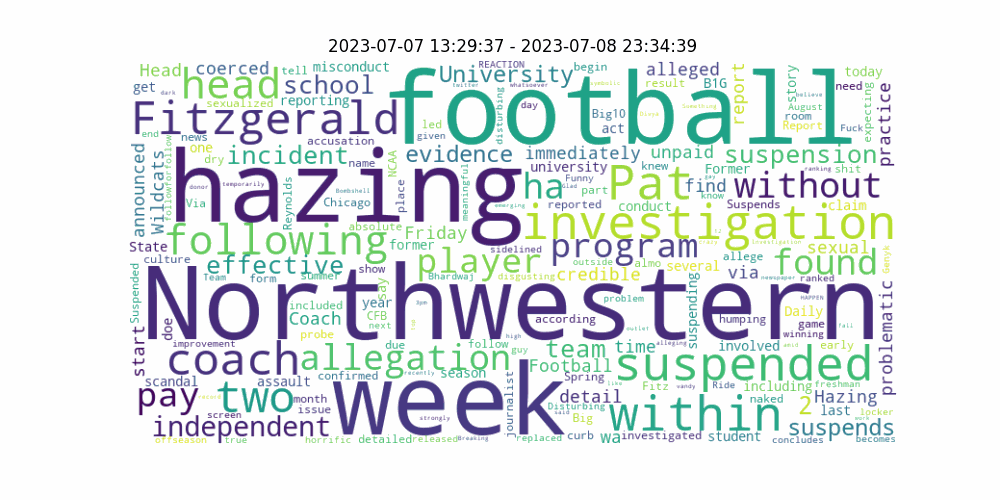 2023-07-07 13:29:37 - 2023-07-08 23:34:39
REACTION
Head
coerced
tell
misconduct
University
begin
alleged
B1G
story
today
get
dark
head
school
twitter
whatsoever
football
result
report
need
believe
sexualized
reporting
disturbing
day
Big10
Something
August
expecting
practice
Fitzgerald
led
given
act
room
Report
Fuck
accusation
end
news
one
dry
incident
name
NCAA
evidence
immediately
unpaid
suspension
announced
Wildcats
followforfollow
hazing
university
knew
Former
ranking
shit
donor
temporarily
Bombshell
Chicago
Reynolds
place
meaningful
ha
Funny
Glad
part
Pat
find
know
without
Via
reported
conduct
Suspends
claim
absolute
emerging
investigation
following
Friday
former
State
culture
effective
show
say
player
sidelined
program
outside
almo
allege
sexual
disgusting
credible
several
via
found
newspaper
ranked
Genyk
Team
form
summer
Bhardwaj
Suspended
Northwestern
included
Coach
year
CFB
next
probe
3pm
problem
suspending
HAPPEN
Daily
game
winning
fall
problematic
start
doe
according
humping
outlet
improvement
due
high
follow
guy
alleging
involved
amid
early
coach
allegation
team
time
Football
suspended
scandal
assault
confirmed
recently
season
week
Spring
like
Fitz
vandy
Ride
including
freshman
pay
two
month
issue
record
screen
detail
naked
2
Hazing
last
locker
independent
strongly
said
journalist
Disturbing
Big
within
suspends
offseason
true
horrific
detailed
released
Breaking
replaced
curb
wa
investigated
student
concludes
becomes